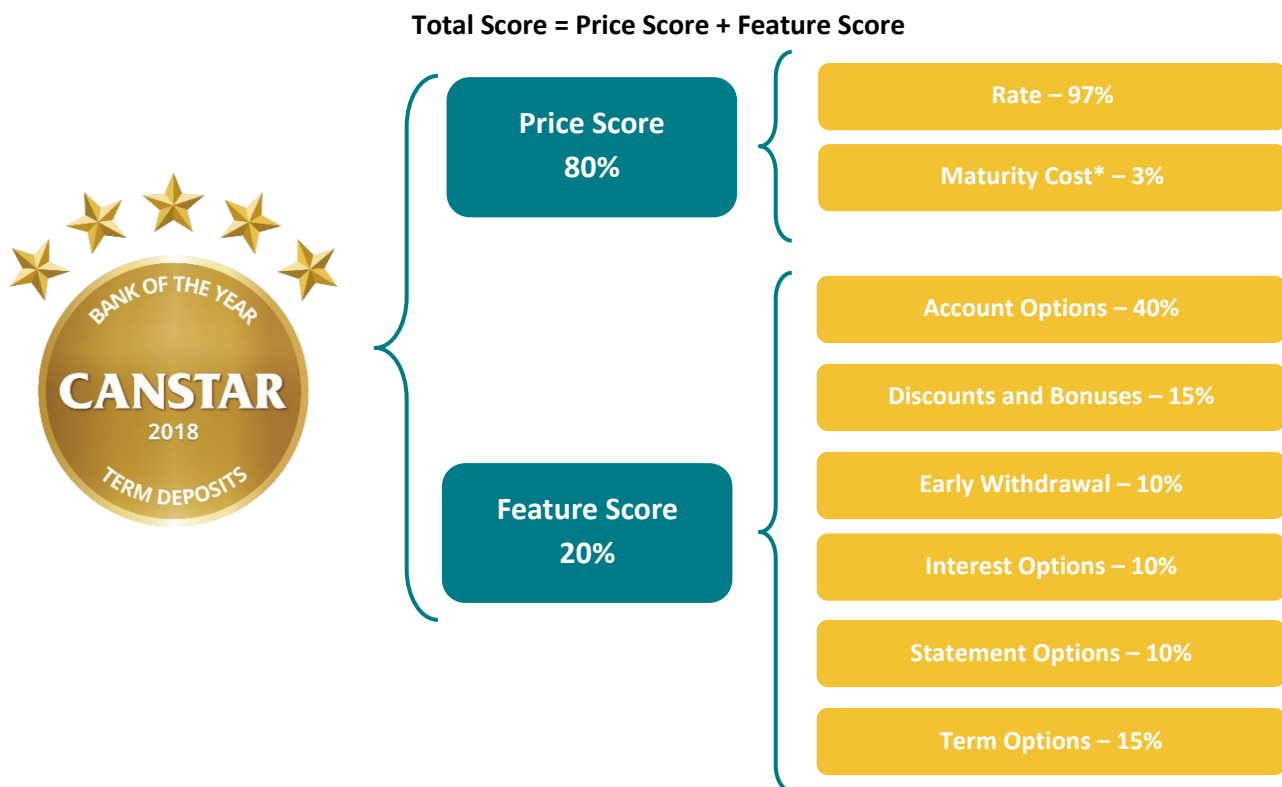 Total Score = Price Score + Feature Score
BANK OF THE YEAR
CANSTAR
2018
TERM DEPOSITS
Price Score
80%
Rate – 97%
Maturity Cost* – 3%
Feature Score
20%
Account Options – 40%
Discounts and Bonuses – 15%
Early Withdrawal – 10%
Interest Options – 10%
Statement Options – 10%
Term Options – 15%